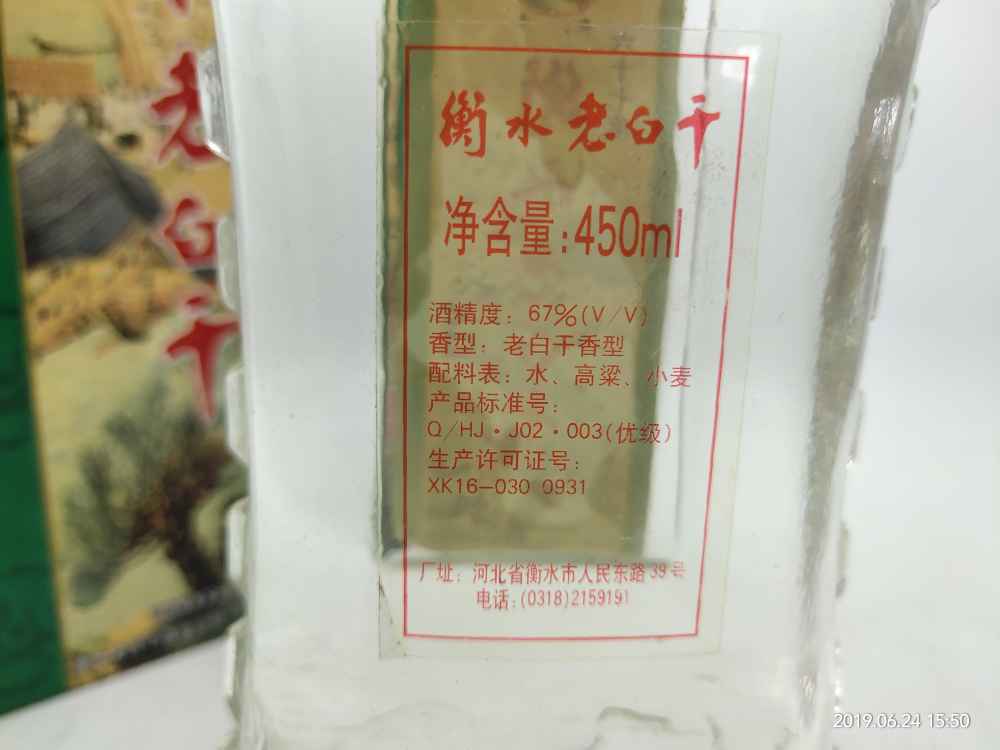 老白干
衡水老白干
净含量:450ml
酒精度：67%(V/V)
香型：老白干香型
配料表：水、高粱、小麦
产品标准号：
Q/HJ·J02·003(优级)
生产许可证号：
XK16-030 0931
厂址：河北省衡水市人民东路39号
电话:(0318)2159191
2019.06.24 15:50